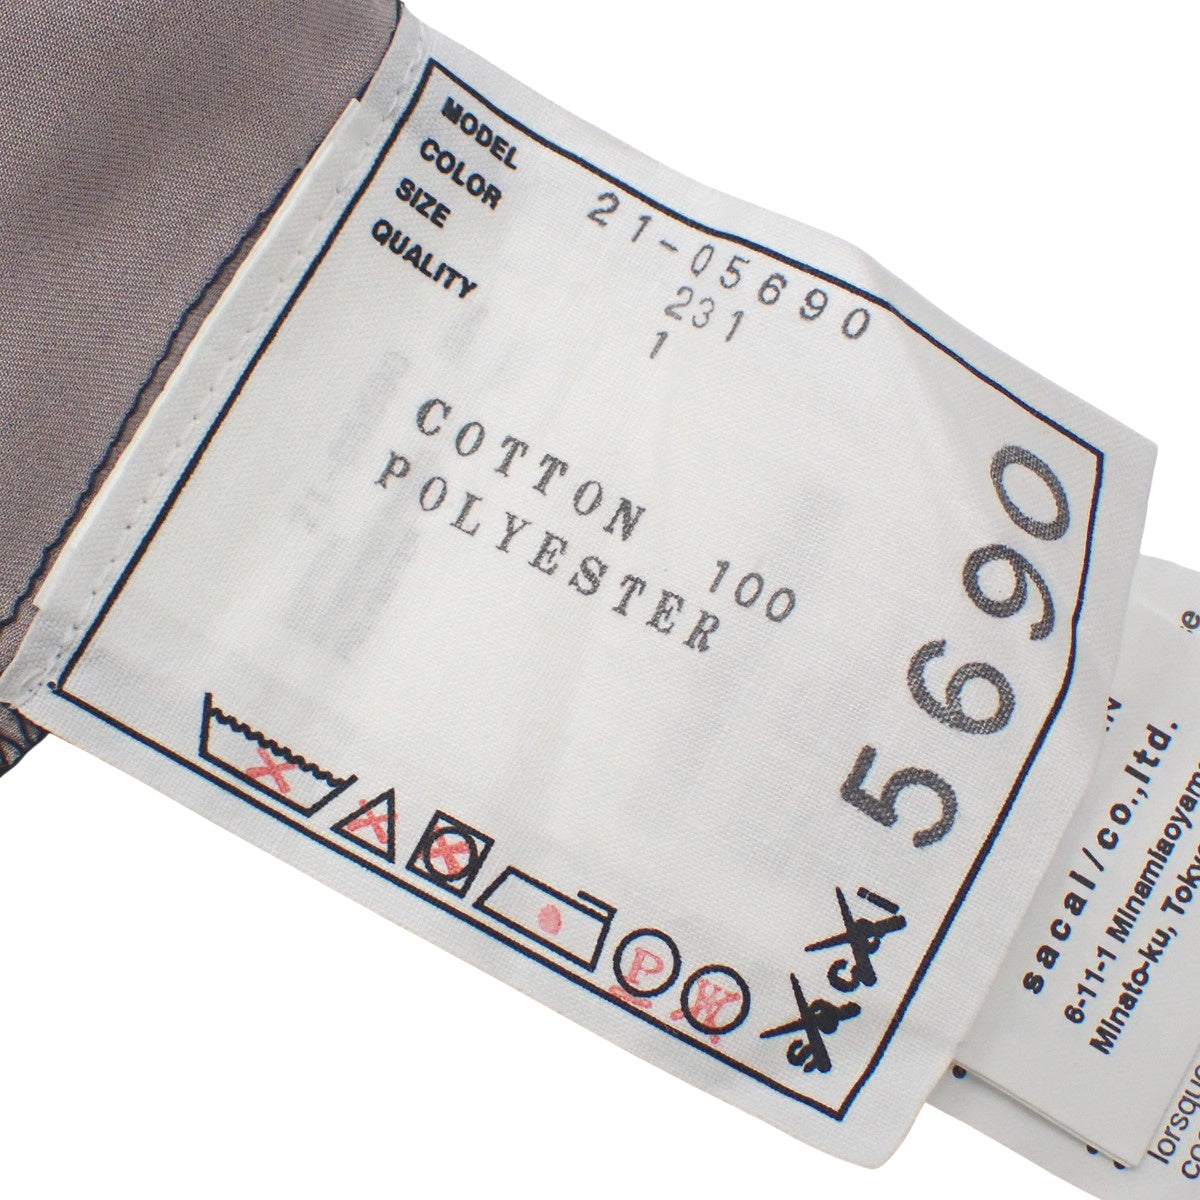 MODEL 21-05690
COLOR 231
SIZE 1
QUALITY
COTTON 100
POLYESTER
5690
P W
sacai
sacai/co.,ltd.
6-11-1 Minamiaoyama
Minato-ku, Tokyo
lorsque